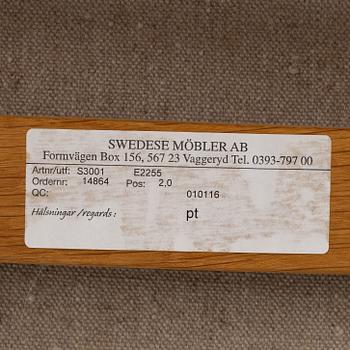 SWEDESE MÖBLER AB
Formvägen Box 156, 567 23 Vaggeryd Tel. 0393-797 00
Artnr/utf: S3001 E2255
Ordernr: 14864 Pos: 2,0
QC: 010116
Hälsningar /regards: pt